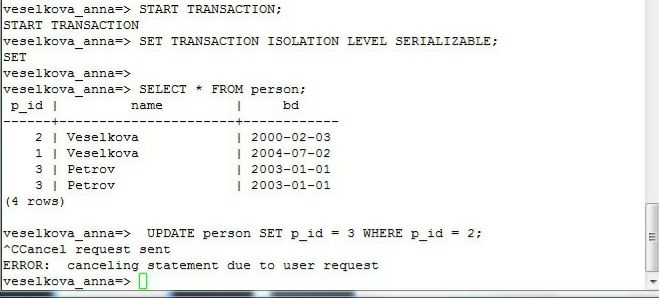 veselkova_anna=> START TRANSACTION;
START TRANSACTION
veselkova_anna=> SET TRANSACTION ISOLATION LEVEL SERIALIZABLE;
SET
veselkova_anna=>
veselkova_anna=> SELECT * FROM person;
p_id | name | bd
------+----------------------+------------
2 | Veselkova | 2000-02-03
1 | Veselkova | 2004-07-02
3 | Petrov | 2003-01-01
3 | Petrov | 2003-01-01
(4 rows)
veselkova_anna=> UPDATE person SET p_id = 3 WHERE p_id = 2;
^CCancel request sent
ERROR: canceling statement due to user request
veselkova_anna=>